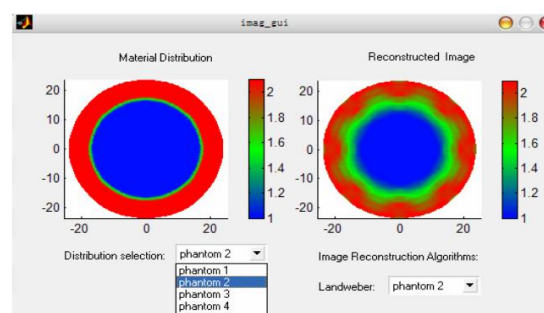 imag_gui
Material Distribution
Reconstructed Image
20
10
0
-10
-20
-20 0 20
2
1.8
1.6
1.4
1.2
1
20
10
0
-10
-20
-20 0 20
2
1.8
1.6
1.4
1.2
1
Distribution selection: phantom 2
phantom 1
phantom 2
phantom 3
phantom 4
Image Reconstruction Algorithms:
Landweber: phantom 2